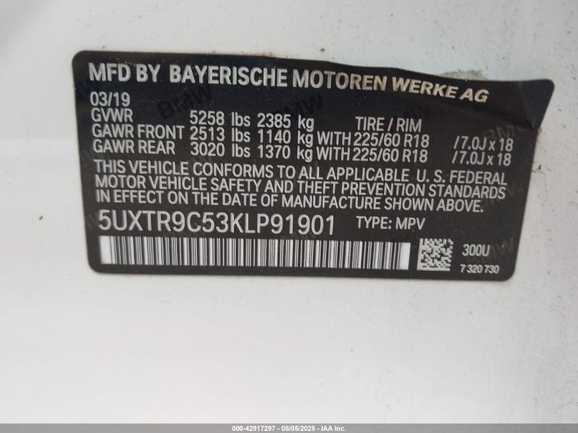 MFD BY BAYERISCHE MOTOREN WERKE AG
03/19
GVWR 5258 lbs 2385 kg TIRE / RIM
GAWR FRONT 2513 lbs 1140 kg WITH 225/60 R18 / 7.0J x 18
GAWR REAR 3020 lbs 1370 kg WITH 225/60 R18 / 7.0J x 18
THIS VEHICLE CONFORMS TO ALL APPLICABLE U. S. FEDERAL
MOTOR VEHICLE SAFETY AND THEFT PREVENTION STANDARDS
IN EFFECT ON THE DATE OF MANUFACTURE SHOWN ABOVE.
5UXTR9C53KLP91901 TYPE: MPV
300U
7 320 730
000-42917297 - 08/05/2025 - IAA Inc.